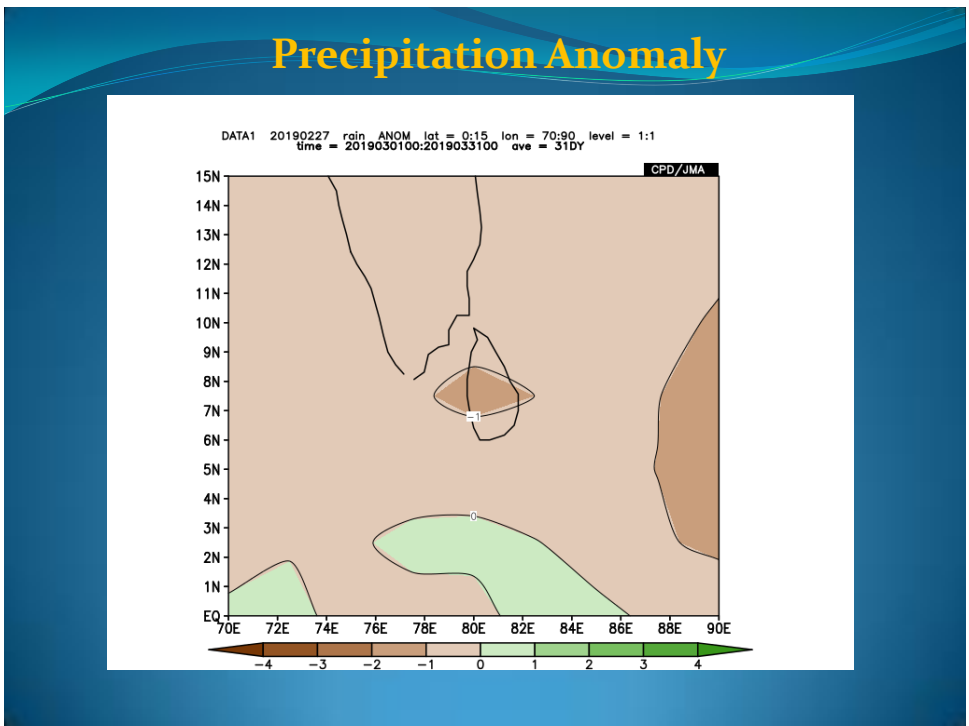 Precipitation Anomaly
DATA1 20190227 rain ANOM lat = 0:15 lon = 70:90 level = 1:1
time = 2019030100:2019033100 ave = 31DY
CPD/JMA
15N
14N
13N
12N
11N
10N
9N
8N
7N
6N
5N
4N
3N
2N
1N
EQ
-1
0
70E 72E 74E 76E 78E 80E 82E 84E 86E 88E 90E
-4 -3 -2 -1 0 1 2 3 4